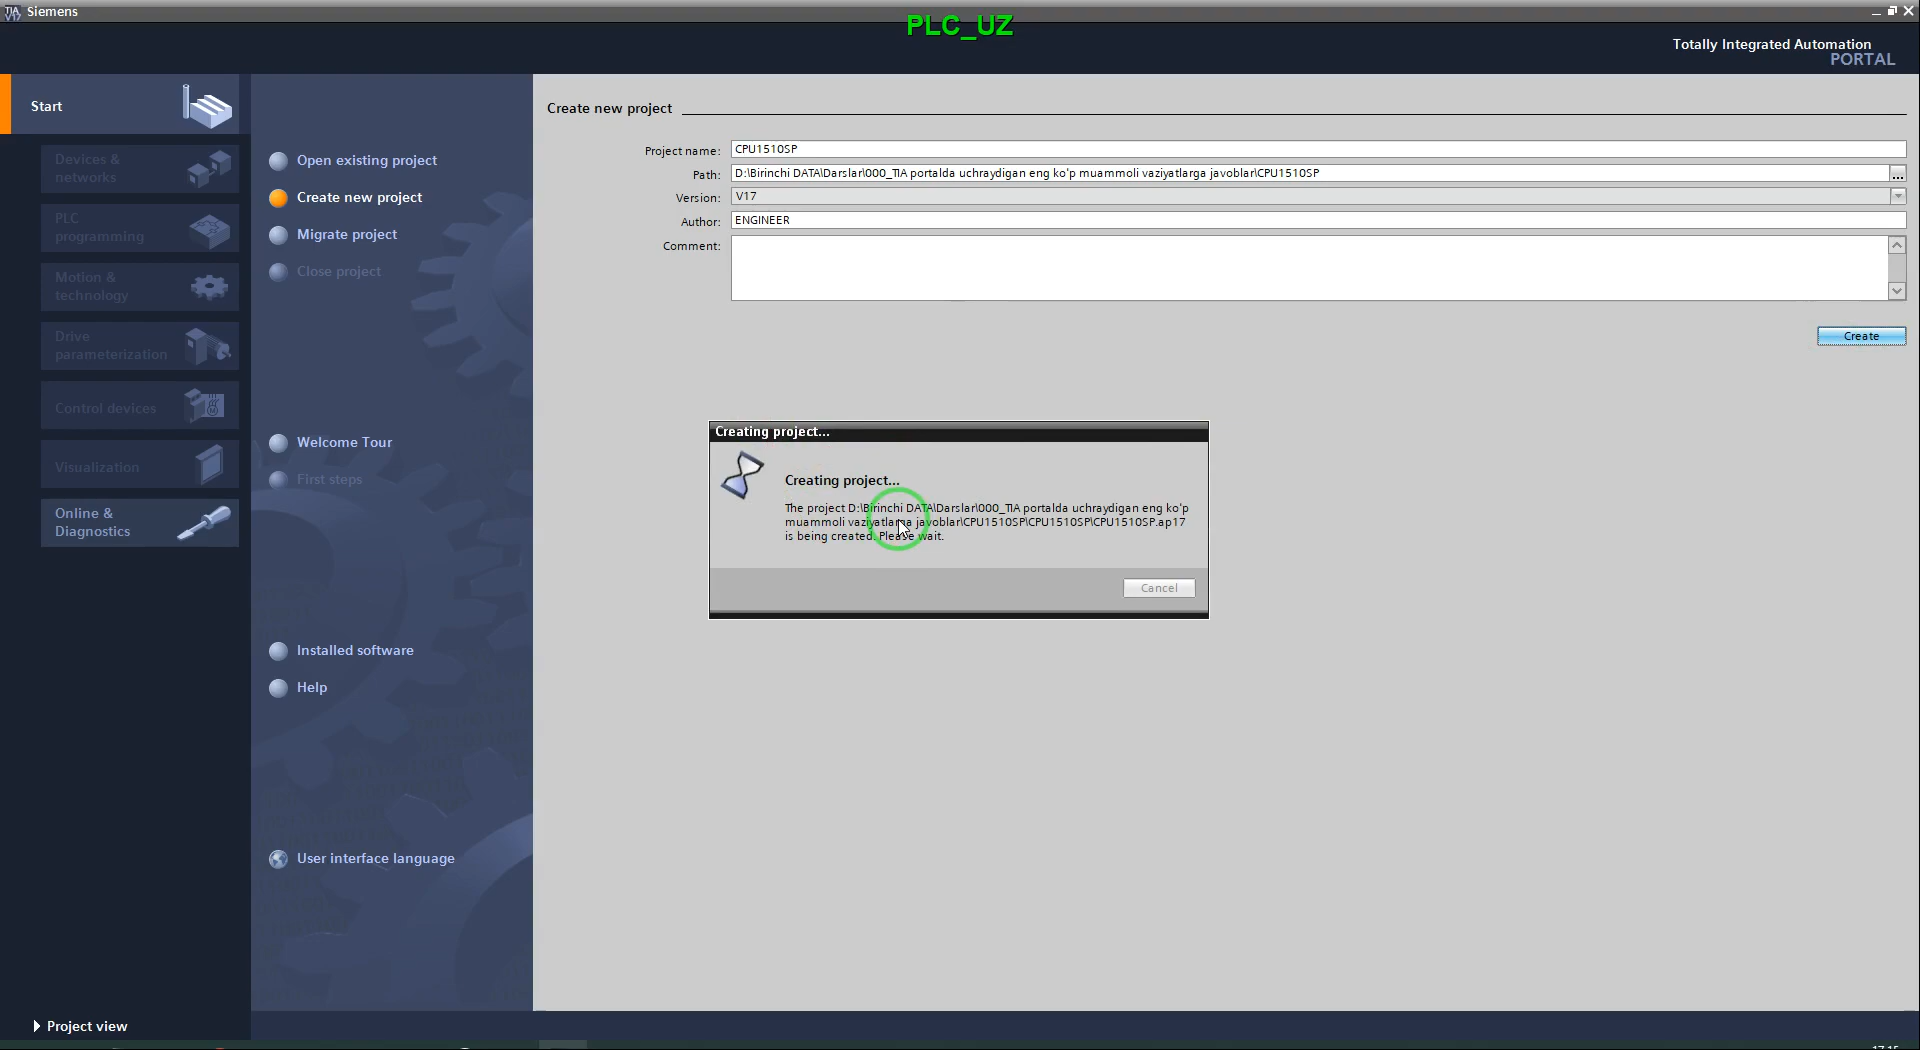 TIA
V17
Siemens
PLC_UZ
Totally Integrated Automation
PORTAL
Start
Devices &
networks
PLC
programming
Motion &
technology
Drive
parameterization
Control devices
Visualization
Online &
Diagnostics
Open existing project
Create new project
Migrate project
Close project
Welcome Tour
First steps
Installed software
Help
User interface language
Create new project
Project name: CPU1510SP
Path: D:\Birinchi DATA\Darslar\000_TIA portalda uchraydigan eng ko'p muammoli vaziyatlarga javoblar\CPU1510SP ...
Version: V17
Author: ENGINEER
Comment:
Create
Creating project...
Creating project...
The project D:\Birinchi DATA\Darslar\000_TIA portalda uchraydigan eng ko'p
muammoli vaziyatlarga javoblar\CPU1510SP\CPU1510SP\CPU1510SP.ap17
is being created. Please wait.
Cancel
Project view